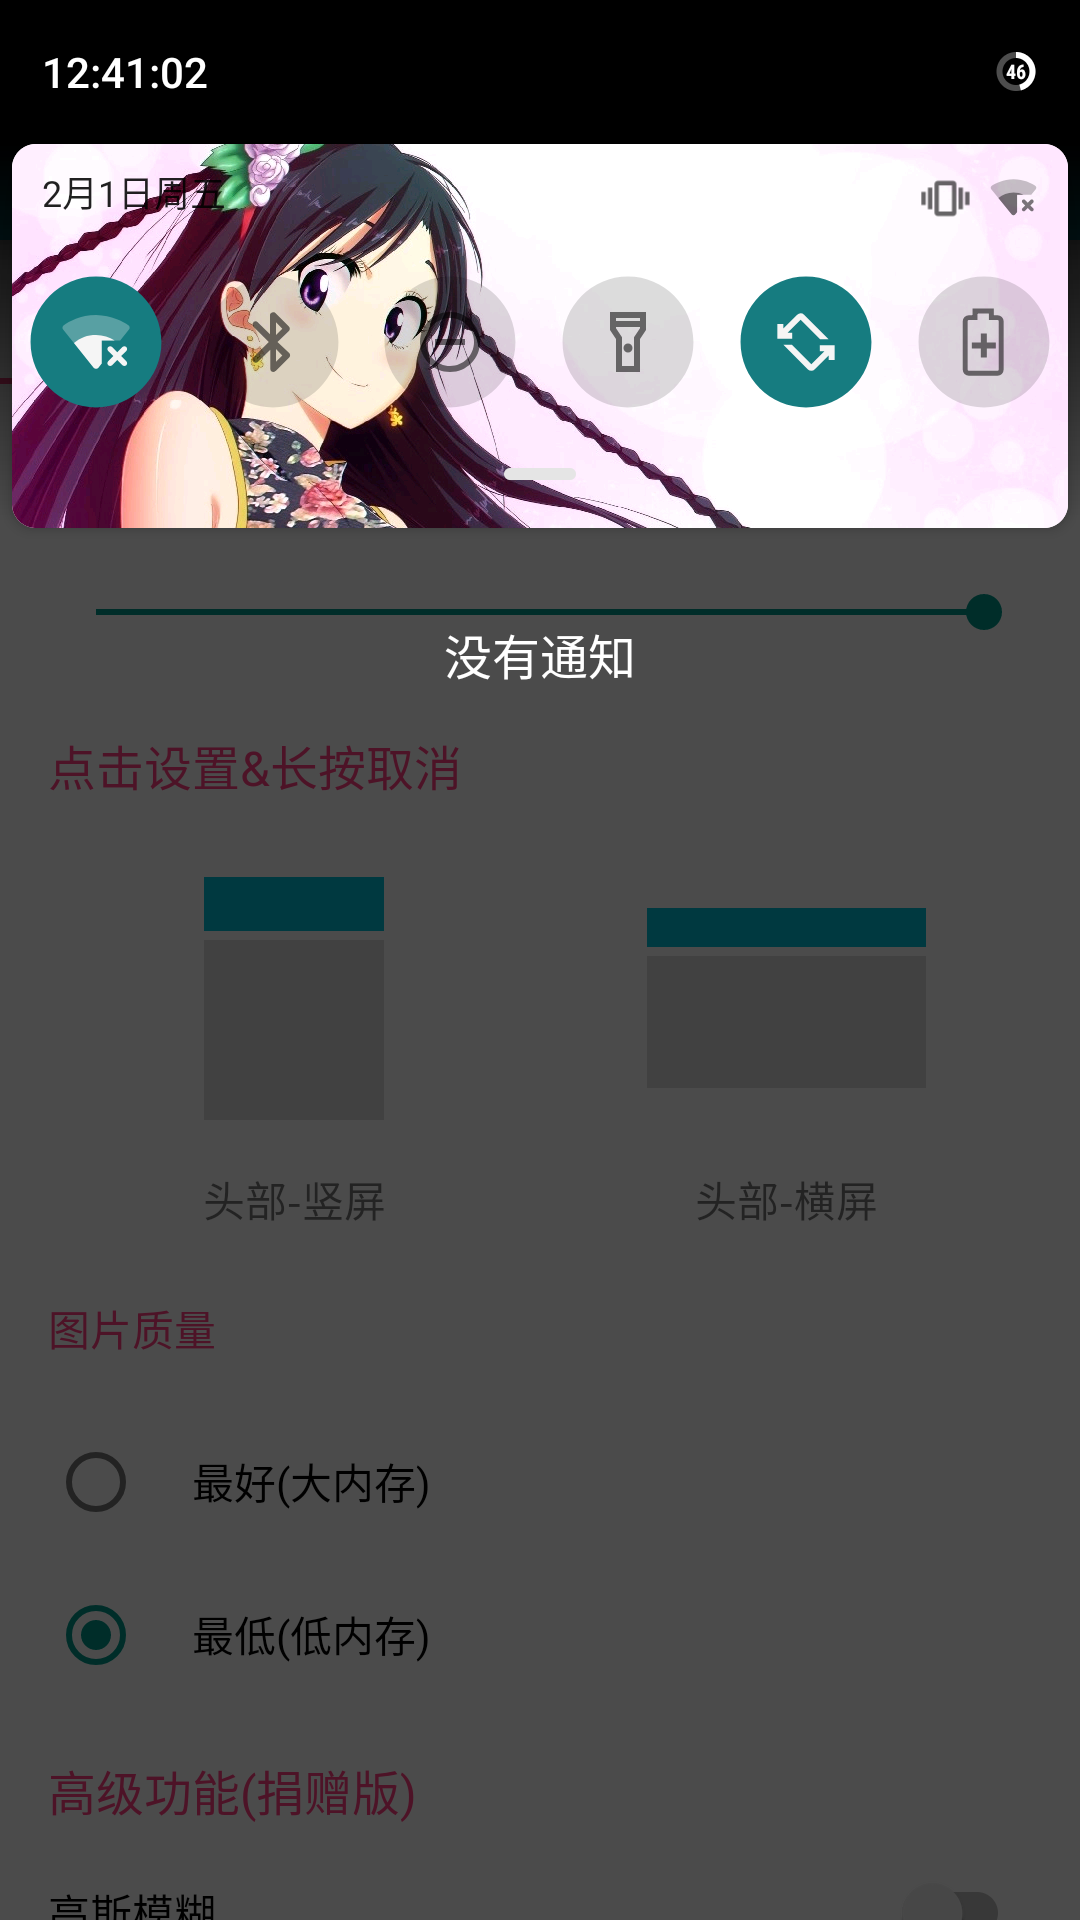 12:41:02
46
2月1日周五
没有通知
点击设置&长按取消
头部-竖屏
头部-横屏
图片质量
最好(大内存)
最低(低内存)
高级功能(捐赠版)
高斯模糊